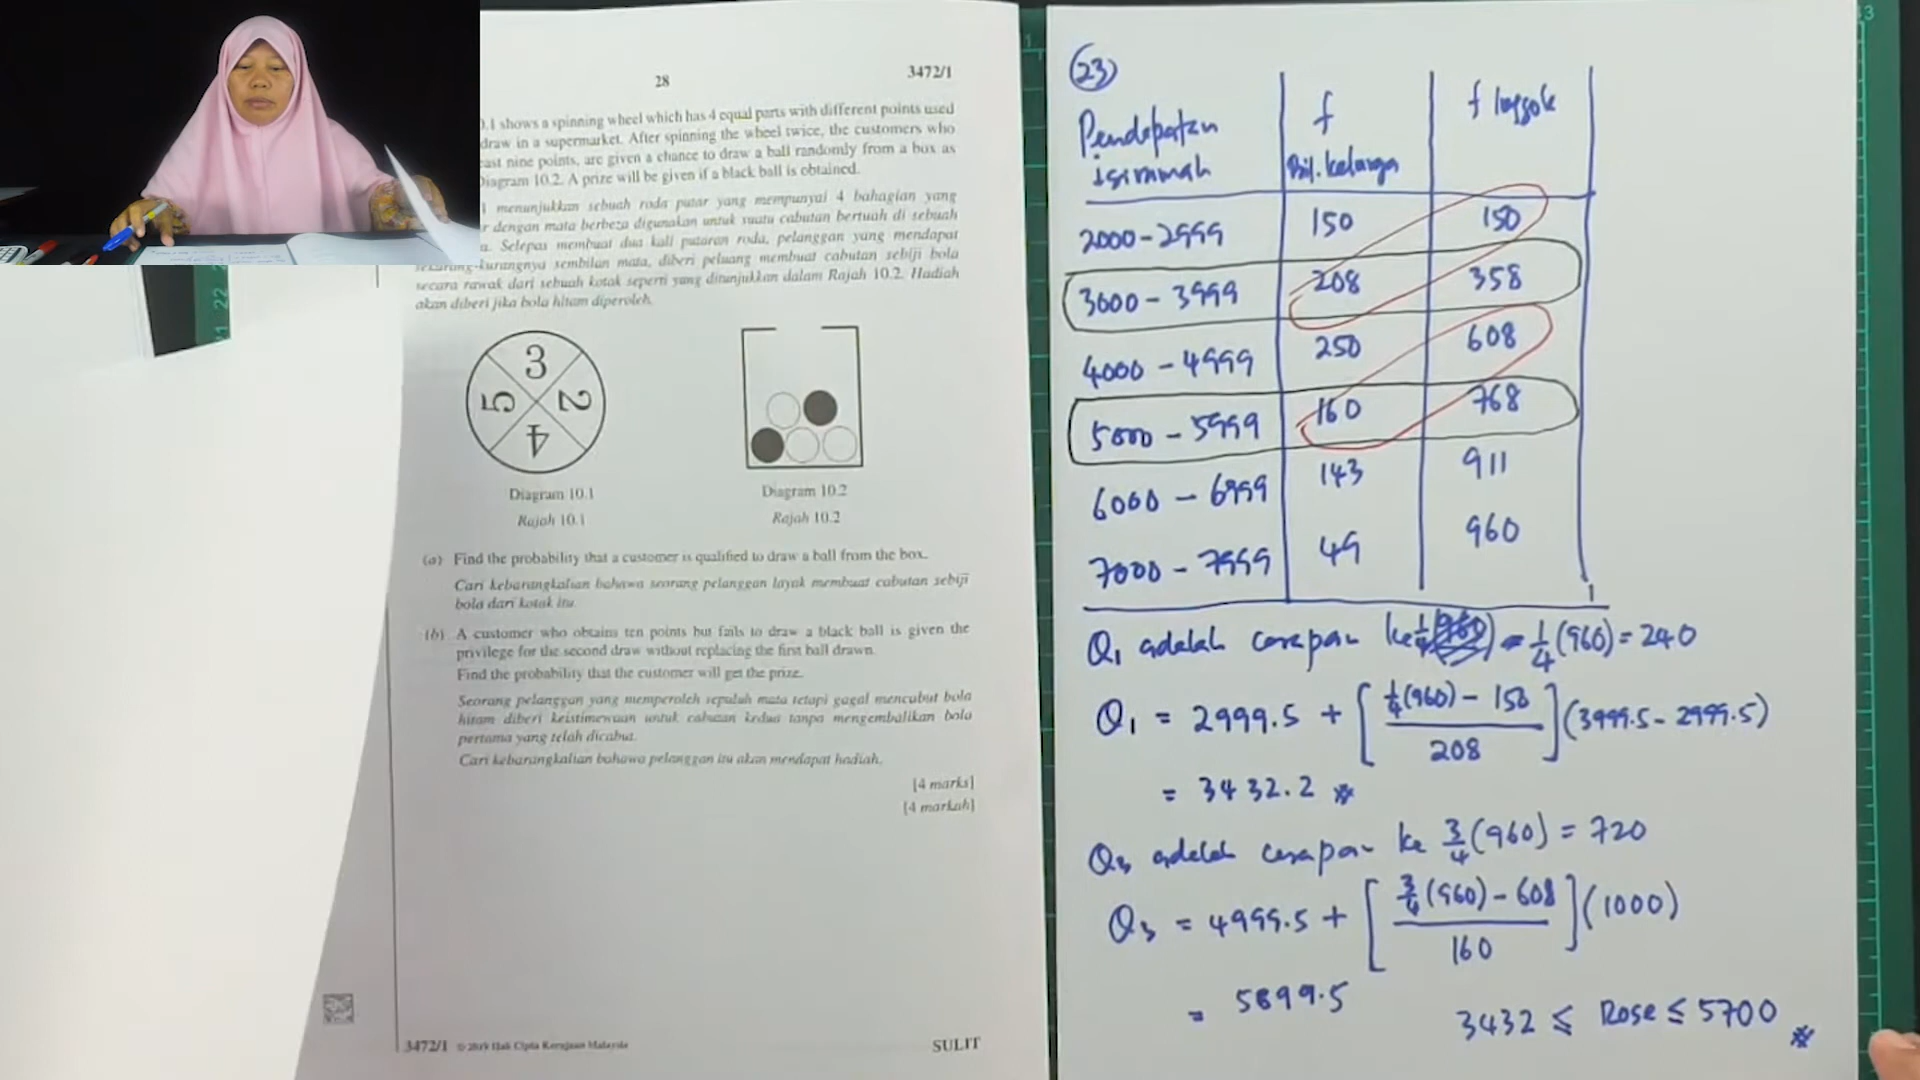 28
3472/1
0.1 shows a spinning wheel which has 4 equal parts with different points used
draw in a supermarket. After spinning the wheel twice, the customers who
east nine points, are given a chance to draw a ball randomly from a box as
Diagram 10.2. A prize will be given if a black ball is obtained.
menunjukkan sebuah roda putar yang mempunyai 4 bahagian yang
r dengan mata berbeza digunakan untuk suatu cabutan bertuah di sebuah
a. Selepas membuat dua kali putaran roda, pelanggan yang mendapat
sekurang-kurangnya sembilan mata, diberi peluang membuat cabutan sebiji bola
secara rawak dari sebuah kotak seperti yang ditunjukkan dalam Rajah 10.2. Hadiah
akan diberi jika bola hitam diperoleh.
3
5 2
4
Diagram 10.1
Rajah 10.1
Diagram 10.2
Rajah 10.2
(a) Find the probability that a customer is qualified to draw a ball from the box.
Cari kebarangkalian bahawa seorang pelanggan layak membuat cabutan sebiji
bola dari kotak itu.
(b) A customer who obtains ten points but fails to draw a black ball is given the
privilege for the second draw without replacing the first ball drawn.
Find the probability that the customer will get the prize.
Seorang pelanggan yang memperoleh sepuluh mata tetapi gagal mencabut bola
hitam diberi keistimewaan untuk cabutan kedua tanpa mengembalikan bola
pertama yang telah dicabut.
Cari kebarangkalian bahawa pelanggan itu akan mendapat hadiah.
[4 marks]
[4 markah]
3472/1 © 2019 Hak Cipta Kerajaan Malaysia
SULIT
23
Pendapatan isirumah
f Bil. keluarga
f longgok
2000 - 2999 150 150
3000 - 3999 208 358
4000 - 4999 250 608
5000 - 5999 160 768
6000 - 6999 143 911
7000 - 7999 49 960
Q₁ adalah cerapan ke 1/4 (960) = 1/4 (960) = 240
Q₁ = 2999.5 + [ (1/4(960) - 150) / 208 ] (3999.5 - 2999.5)
= 3432.2
Q₃ adalah cerapan ke 3/4 (960) = 720
Q₃ = 4999.5 + [ (3/4(960) - 608) / 160 ] (1000)
= 5699.5
3432 ≤ Rose ≤ 5700